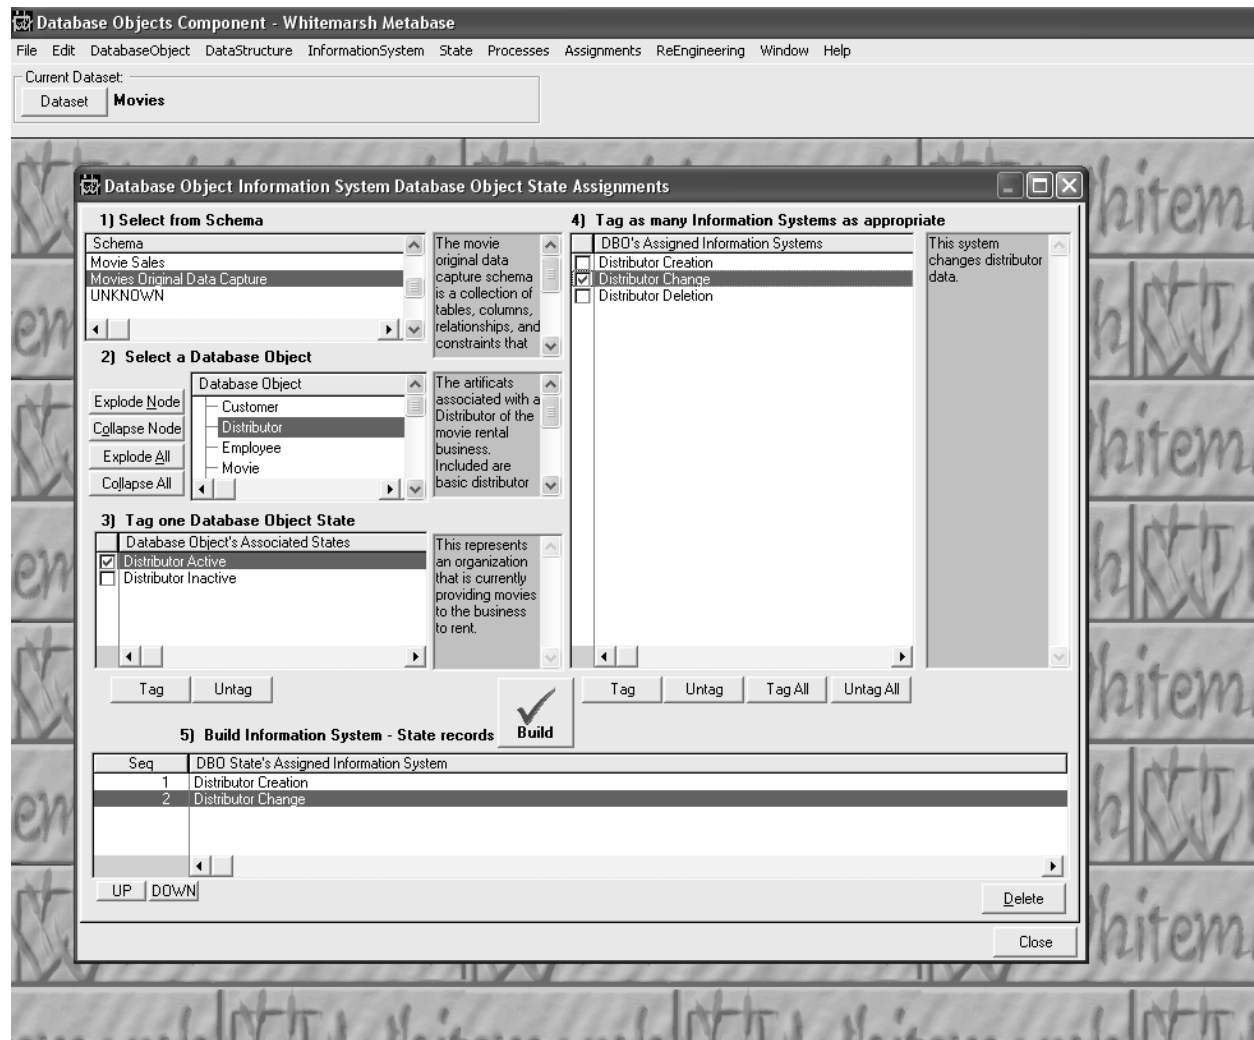 Database Objects Component - Whitemarsh Metabase
File Edit DatabaseObject DataStructure InformationSystem State Processes Assignments ReEngineering Window Help
Current Dataset:
Dataset Movies
Database Object Information System Database Object State Assignments
1) Select from Schema
Schema
Movie Sales
Movies Original Data Capture
UNKNOWN
The movie
original data
capture schema
is a collection of
tables, columns,
relationships, and
constraints that
2) Select a Database Object
Explode Node
Collapse Node
Explode All
Collapse All
Database Object
Customer
Distributor
Employee
Movie
The artificats
associated with a
Distributor of the
movie rental
business.
Included are
basic distributor
3) Tag one Database Object State
Database Object's Associated States
Distributor Active
Distributor Inactive
This represents
an organization
that is currently
providing movies
to the business
to rent.
Tag Untag
4) Tag as many Information Systems as appropriate
DBO's Assigned Information Systems
Distributor Creation
Distributor Change
Distributor Deletion
This system
changes distributor
data.
Tag Untag Tag All Untag All
5) Build Information System - State records
Build
Seq DBO State's Assigned Information System
1 Distributor Creation
2 Distributor Change
UP DOWN
Delete
Close